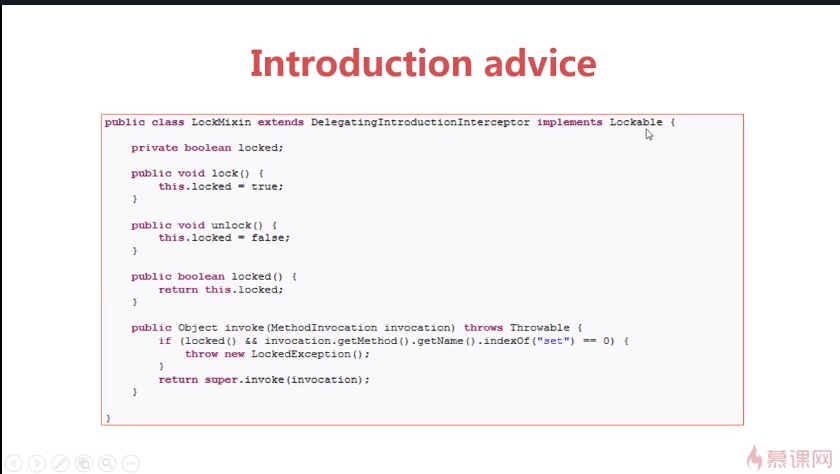 Introduction advice
public class LockMixin extends DelegatingIntroductionInterceptor implements Lockable {
private boolean locked;
public void lock() {
this.locked = true;
}
public void unlock() {
this.locked = false;
}
public boolean locked() {
return this.locked;
}
public Object invoke(MethodInvocation invocation) throws Throwable {
if (locked() && invocation.getMethod().getName().indexOf("set") == 0) {
throw new LockedException();
}
return super.invoke(invocation);
}
}
慕课网